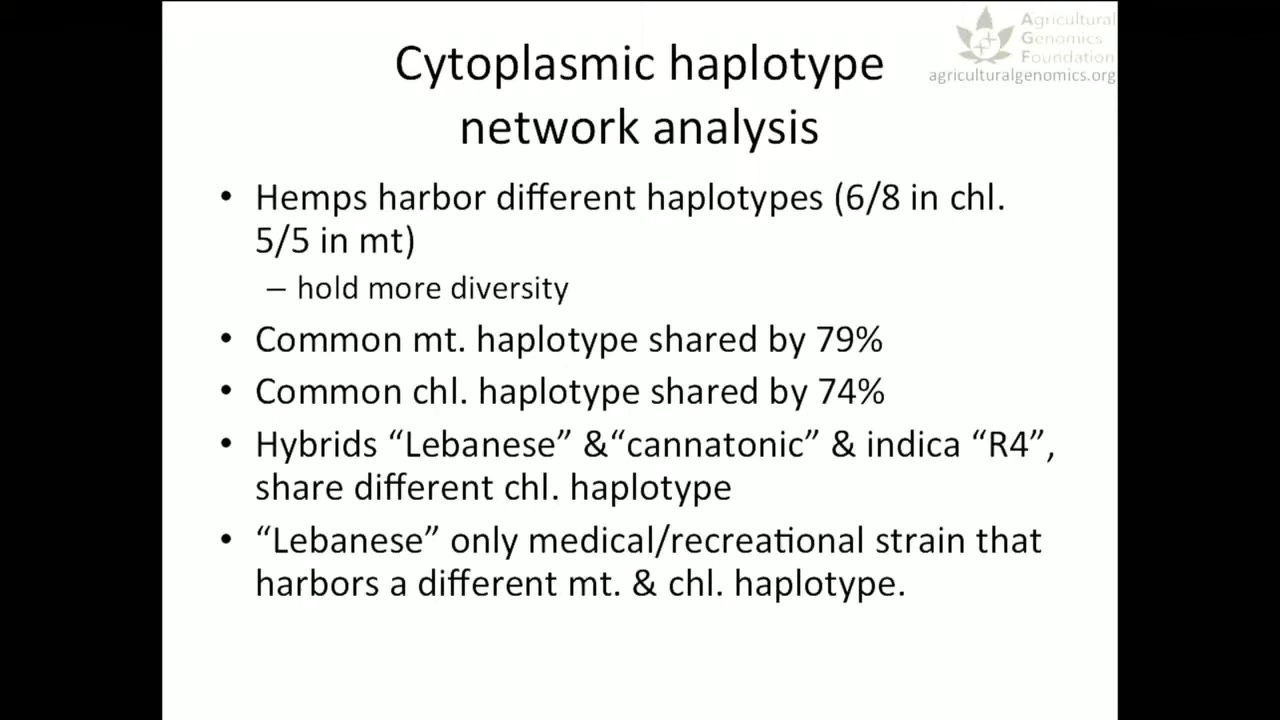 Agricultural
Genomics
Foundation
agriculturalgenomics.org
Cytoplasmic haplotype
network analysis
• Hemps harbor different haplotypes (6/8 in chl.
5/5 in mt)
– hold more diversity
• Common mt. haplotype shared by 79%
• Common chl. haplotype shared by 74%
• Hybrids “Lebanese” &“cannatonic” & indica “R4”,
share different chl. haplotype
• “Lebanese” only medical/recreational strain that
harbors a different mt. & chl. haplotype.